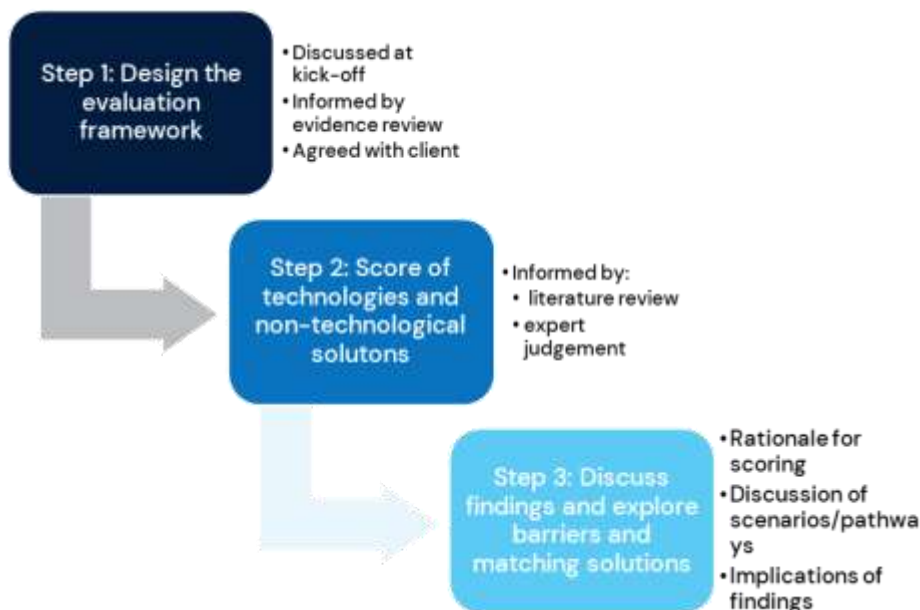 Step 1: Design the
evaluation
framework
• Discussed at
kick-off
• Informed by
evidence review
• Agreed with client
Step 2: Score of
technologies and
non-technological
solutons
• Informed by:
• literature review
• expert
judgement
Step 3: Discuss
findings and explore
barriers and
matching solutions
• Rationale for
scoring
• Discussion of
scenarios/pathwa
ys
• Implications of
findings